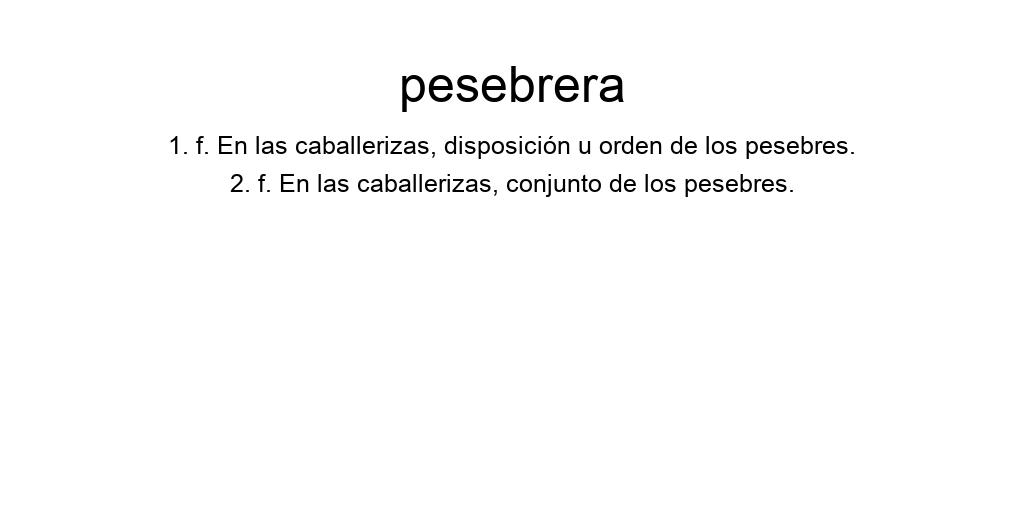 pesebrera
1. f. En las caballerizas, disposición u orden de los pesebres.
2. f. En las caballerizas, conjunto de los pesebres.